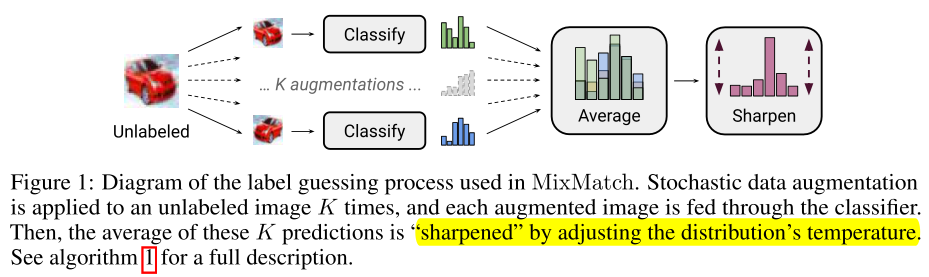 Classify
... K augmentations ...
Unlabeled
Classify
Average
Sharpen
Figure 1: Diagram of the label guessing process used in MixMatch. Stochastic data augmentation
is applied to an unlabeled image K times, and each augmented image is fed through the classifier.
Then, the average of these K predictions is “sharpened” by adjusting the distribution’s temperature.
See algorithm 1 for a full description.